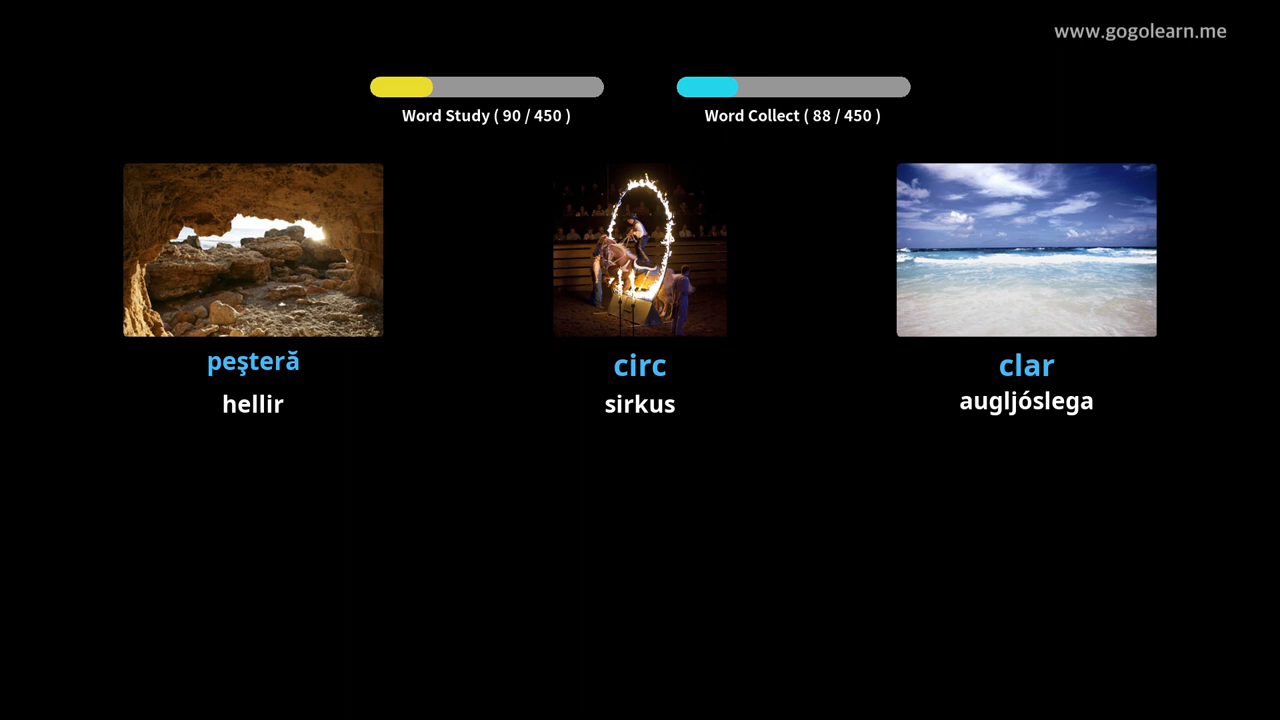 www.gogolearn.me
Word Study ( 90 / 450 )
Word Collect ( 88 / 450 )
peşteră
hellir
circ
sirkus
clar
augljóslega